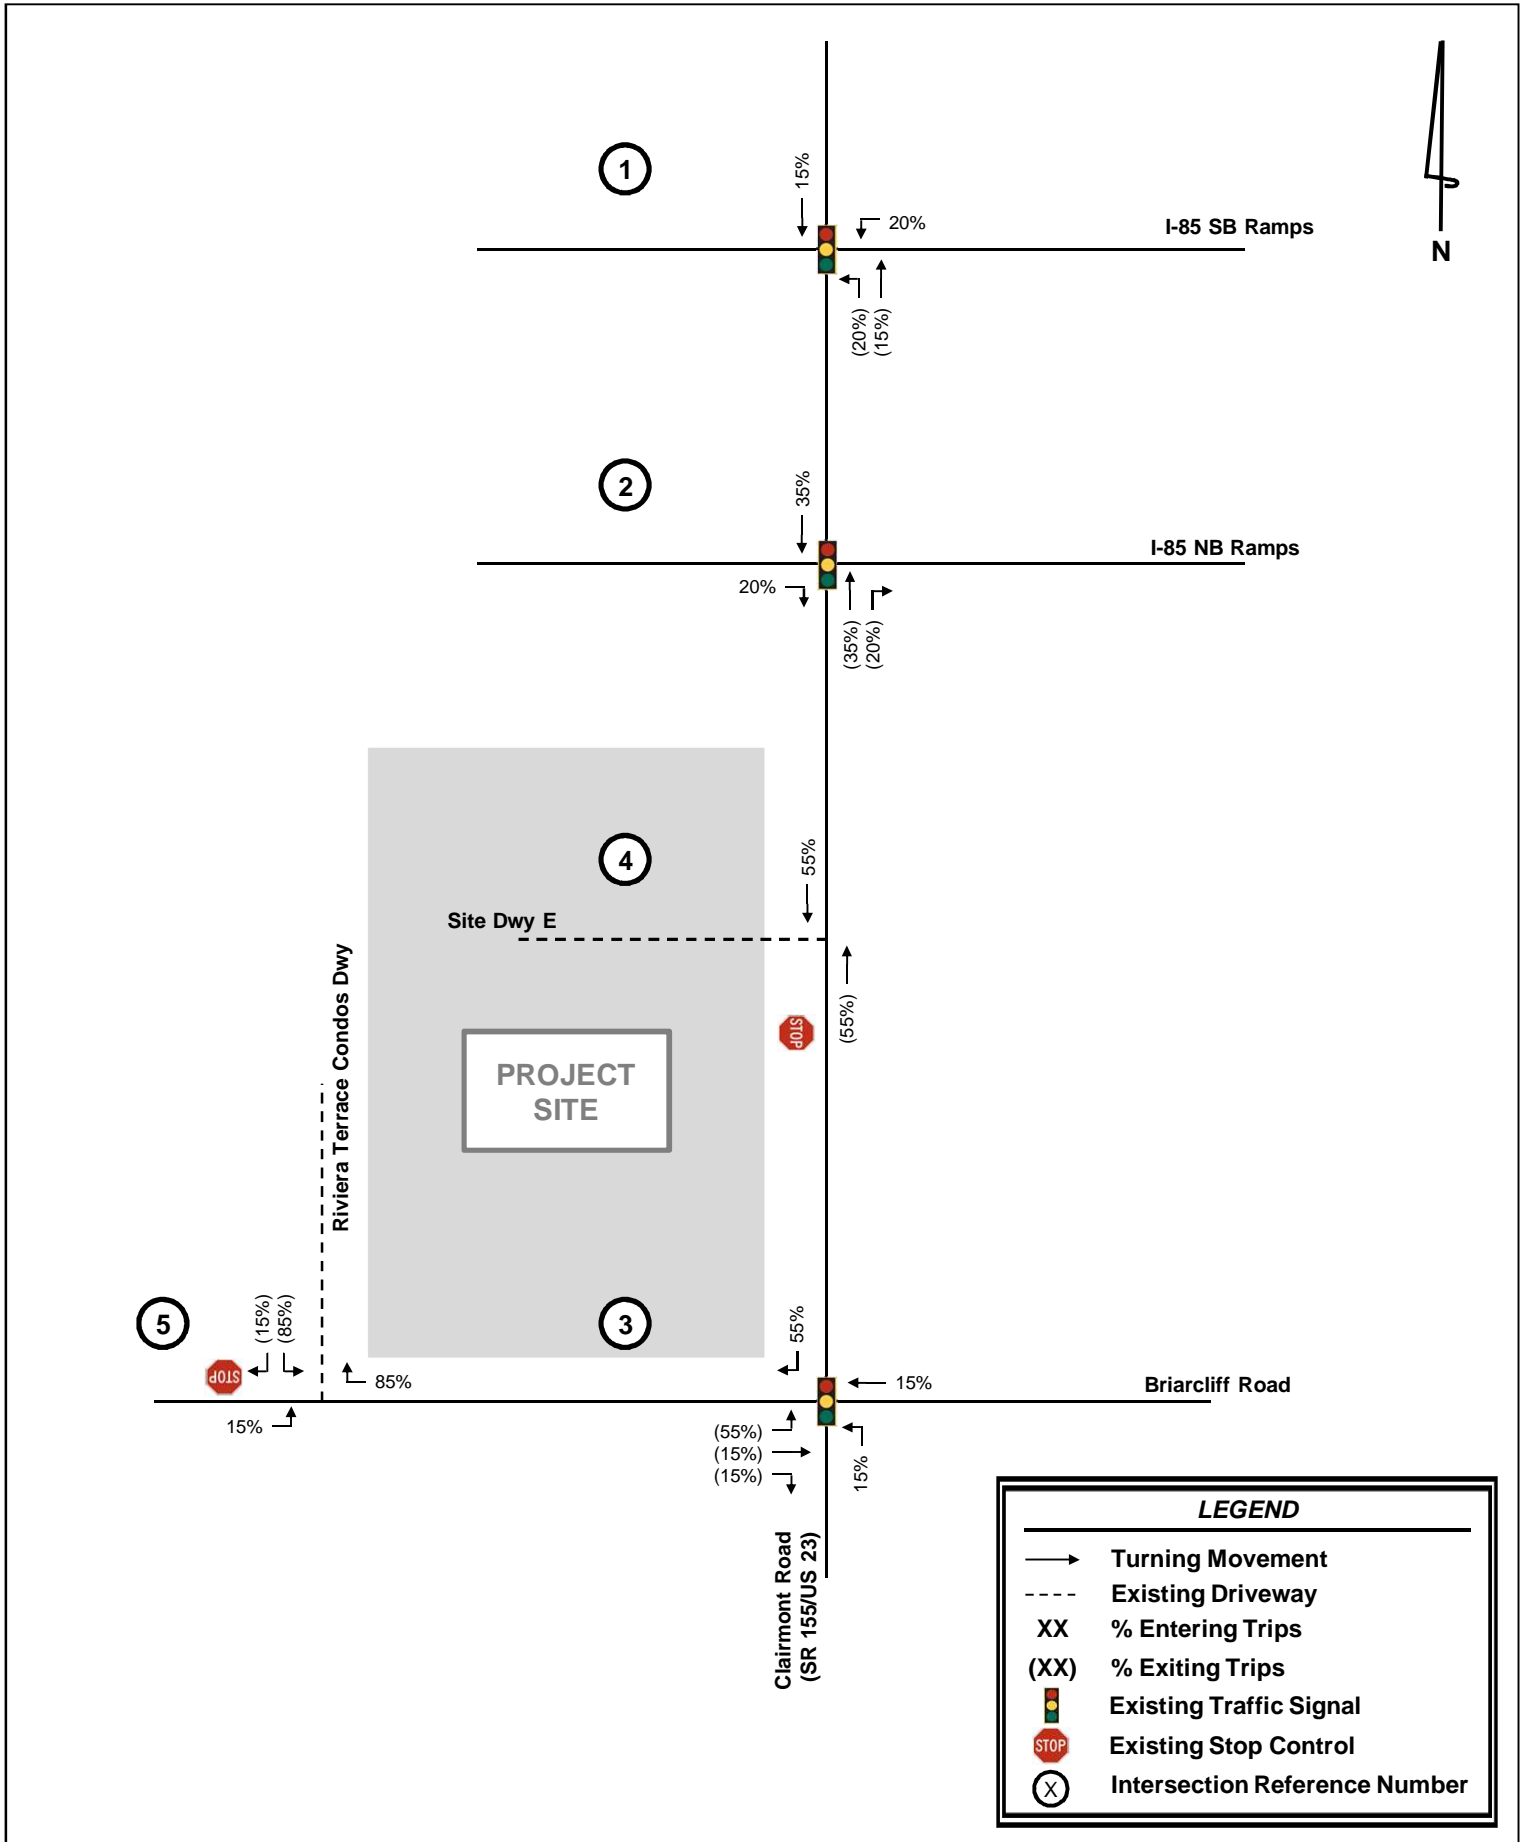 1
15%
20%
I-85 SB Ramps
N
(20%)
(15%)
2
35%
I-85 NB Ramps
20%
(35%)
(20%)
4
55%
Site Dwy E
(55%)
STOP
Riviera Terrace Condos Dwy
PROJECT
SITE
5
(15%)
(85%)
3
55%
STOP
85%
15%
Briarcliff Road
15%
(55%)
(15%)
(15%)
15%
Clairmont Road
(SR 155/US 23)
LEGEND
Turning Movement
Existing Driveway
XX % Entering Trips
(XX) % Exiting Trips
Existing Traffic Signal
STOP Existing Stop Control
X Intersection Reference Number